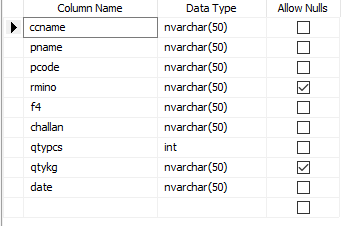 Column Name Data Type Allow Nulls
ccname nvarchar(50)
pname nvarchar(50)
pcode nvarchar(50)
rmino nvarchar(50)
f4 nvarchar(50)
challan nvarchar(50)
qtypcs int
qtykg nvarchar(50)
date nvarchar(50)